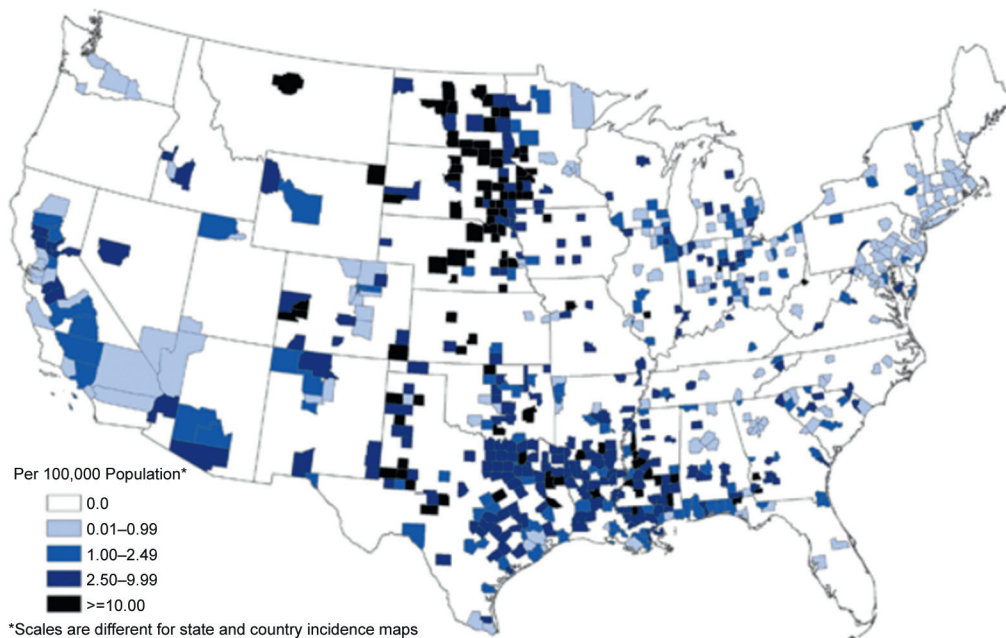 Per 100,000 Population*
0.0
0.01–0.99
1.00–2.49
2.50–9.99
>=10.00
*Scales are different for state and country incidence maps